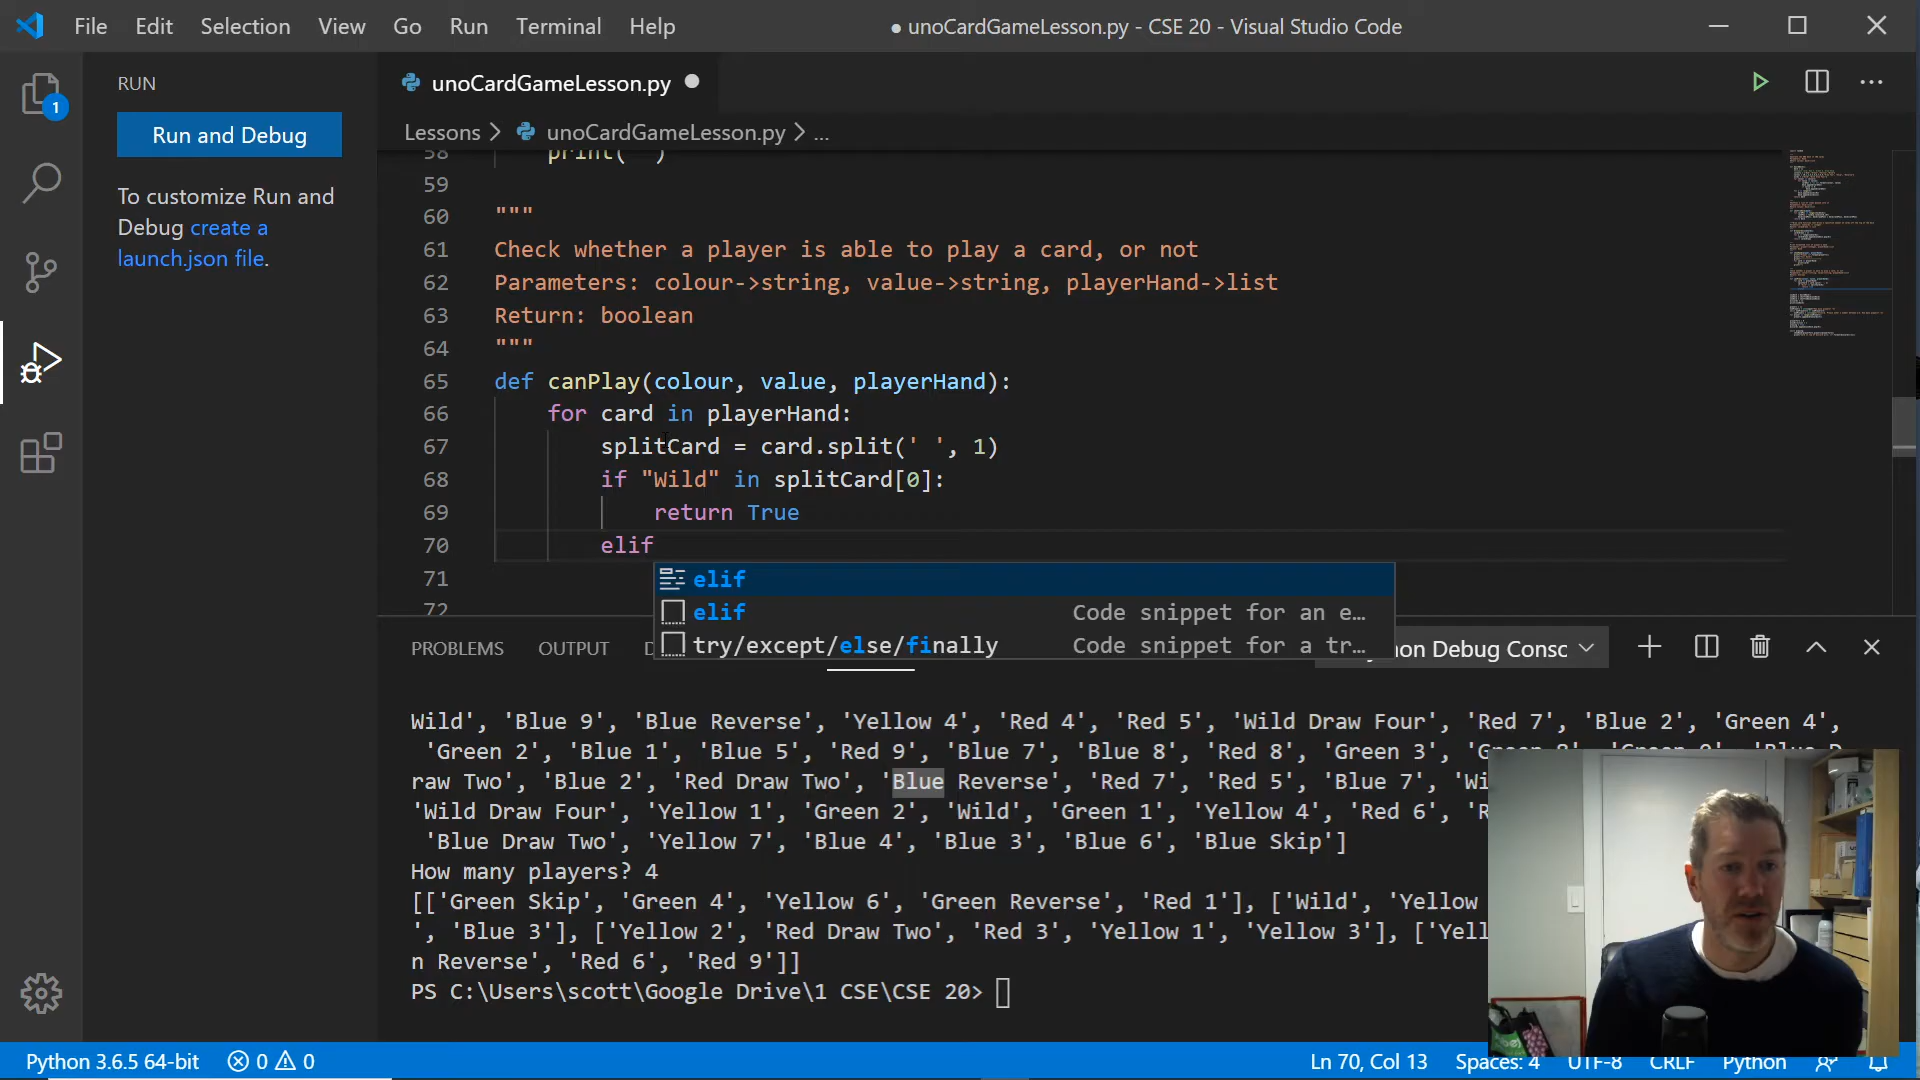 File Edit Selection View Go Run Terminal Help
● unoCardGameLesson.py - CSE 20 - Visual Studio Code
RUN
Run and Debug
To customize Run and
Debug create a
launch.json file.
1
unoCardGameLesson.py
Lessons > unoCardGameLesson.py > ...
58 print("")
59
60 """
61 Check whether a player is able to play a card, or not
62 Parameters: colour->string, value->string, playerHand->list
63 Return: boolean
64 """
65 def canPlay(colour, value, playerHand):
66 for card in playerHand:
67 splitCard = card.split(' ', 1)
68 if "Wild" in splitCard[0]:
69 return True
70 elif
71
72
elif
elif Code snippet for an e…
try/except/else/finally Code snippet for a tr…
PROBLEMS OUTPUT D
on Debug Consc
Wild', 'Blue 9', 'Blue Reverse', 'Yellow 4', 'Red 4', 'Red 5', 'Wild Draw Four', 'Red 7', 'Blue 2', 'Green 4',
'Green 2', 'Blue 1', 'Blue 5', 'Red 9', 'Blue 7', 'Blue 8', 'Red 8', 'Green 3',
raw Two', 'Blue 2', 'Red Draw Two', 'Blue Reverse', 'Red 7', 'Red 5', 'Blue 7', 'Wi
'Wild Draw Four', 'Yellow 1', 'Green 2', 'Wild', 'Green 1', 'Yellow 4', 'Red 6',
'Blue Draw Two', 'Yellow 7', 'Blue 4', 'Blue 3', 'Blue 6', 'Blue Skip']
How many players? 4
[['Green Skip', 'Green 4', 'Yellow 6', 'Green Reverse', 'Red 1'], ['Wild', 'Yellow
', 'Blue 3'], ['Yellow 2', 'Red Draw Two', 'Red 3', 'Yellow 1', 'Yellow 3'], ['Yell
n Reverse', 'Red 6', 'Red 9']]
PS C:\Users\scott\Google Drive\1 CSE\CSE 20>
Python 3.6.5 64-bit 0 0
Ln 70, Col 13 Spaces: 4 UTF-8 CRLF Python